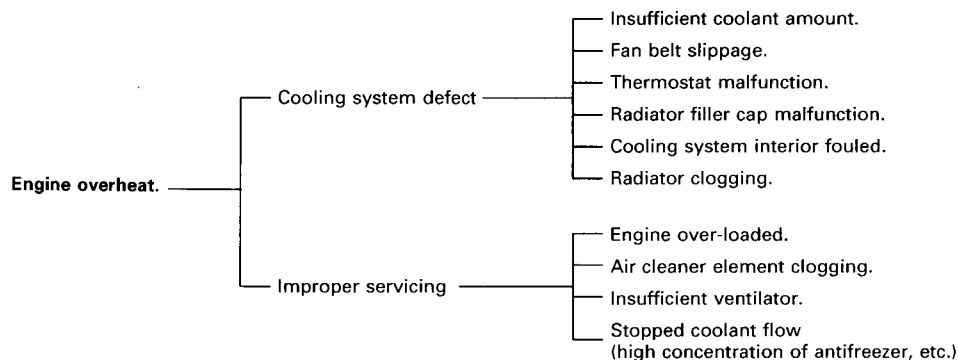 Engine overheat.
Cooling system defect
Insufficient coolant amount.
Fan belt slippage.
Thermostat malfunction.
Radiator filler cap malfunction.
Cooling system interior fouled.
Radiator clogging.
Improper servicing
Engine over-loaded.
Air cleaner element clogging.
Insufficient ventilator.
Stopped coolant flow
(high concentration of antifreezer, etc.)